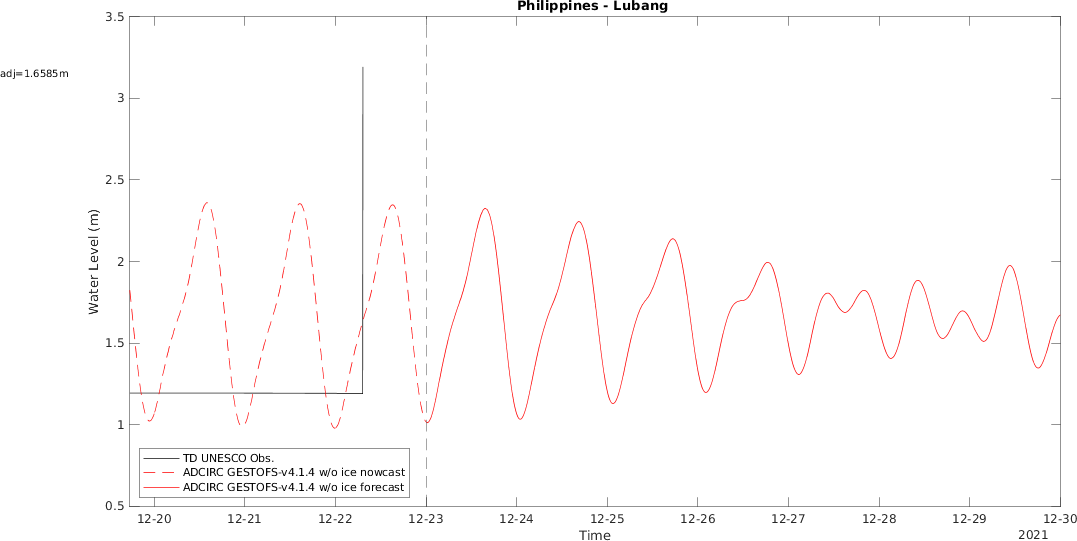 Philippines - Lubang
adj=1.6585m
Water Level (m)
3.5
3
2.5
2
1.5
1
0.5
TD UNESCO Obs.
ADCIRC GESTOFS-v4.1.4 w/o ice nowcast
ADCIRC GESTOFS-v4.1.4 w/o ice forecast
12-20 12-21 12-22 12-23 12-24 12-25 12-26 12-27 12-28 12-29 12-30
Time
2021